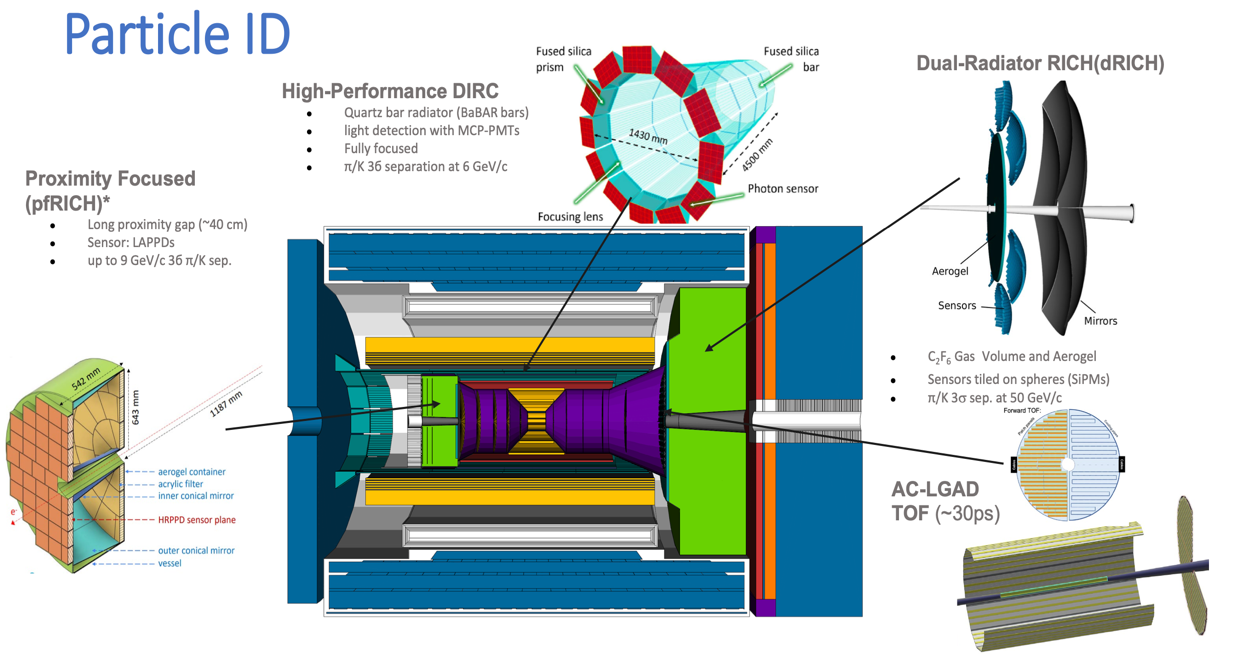 Particle ID
High-Performance DIRC
• Quartz bar radiator (BaBAR bars)
• light detection with MCP-PMTs
• Fully focused
• π/K 3б separation at 6 GeV/c
Fused silica
prism
Fused silica
bar
1430 mm
4500 mm
Photon sensor
Focusing lens
Dual-Radiator RICH(dRICH)
Aerogel
Sensors
Mirrors
• C₂F₆ Gas Volume and Aerogel
• Sensors tiled on spheres (SiPMs)
• π/K 3σ sep. at 50 GeV/c
Proximity Focused
(pfRICH)*
• Long proximity gap (~40 cm)
• Sensor: LAPPDs
• up to 9 GeV/c 3б π/K sep.
542 mm
643 mm
1187 mm
aerogel container
acrylic filter
inner conical mirror
HRPPD sensor plane
e⁻
outer conical mirror
vessel
Forward TOF:
AC-LGAD
TOF (~30ps)